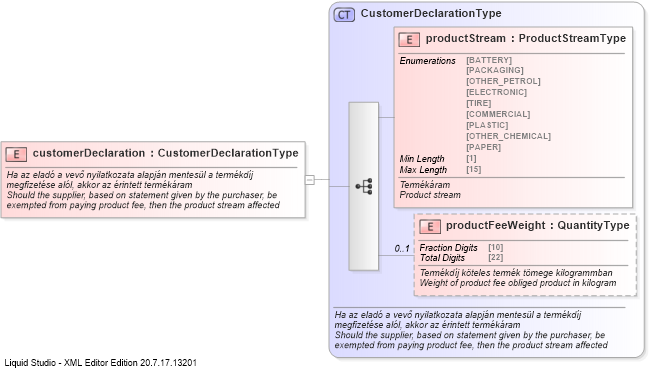 CT CustomerDeclarationType
E productStream : ProductStreamType
Enumerations [BATTERY]
[PACKAGING]
[OTHER_PETROL]
[ELECTRONIC]
[TIRE]
[COMMERCIAL]
[PLASTIC]
[OTHER_CHEMICAL]
[PAPER]
Min Length [1]
Max Length [15]
Termékáram
Product stream
E customerDeclaration : CustomerDeclarationType
Ha az eladó a vevő nyilatkozata alapján mentesül a termékdíj
megfizetése alól, akkor az érintett termékáram
Should the supplier, based on statement given by the purchaser, be
exempted from paying product fee, then the product stream affected
0..1
E productFeeWeight : QuantityType
Fraction Digits [10]
Total Digits [22]
Termékdíj köteles termék tömege kilogrammban
Weight of product fee obliged product in kilogram
Ha az eladó a vevő nyilatkozata alapján mentesül a termékdíj
megfizetése alól, akkor az érintett termékáram
Should the supplier, based on statement given by the purchaser, be
exempted from paying product fee, then the product stream affected
Liquid Studio - XML Editor Edition 20.7.17.13201